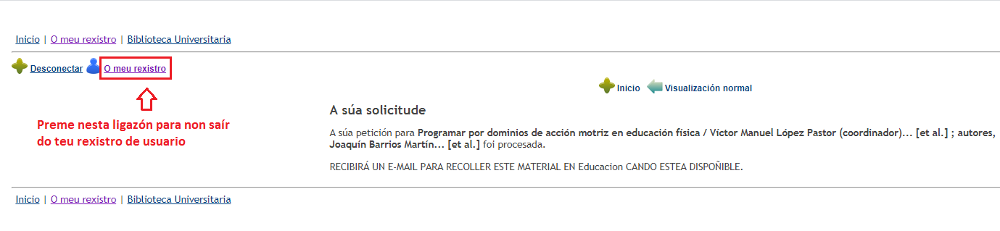 Inicio | O meu rexistro | Biblioteca Universitaria
Desconectar O meu rexistro
Inicio Visualización normal
Preme nesta ligazón para non saír
do teu rexistro de usuario
A súa solicitude
A súa petición para Programar por dominios de acción motriz en educación física / Víctor Manuel López Pastor (coordinador)... [et al.] ; autores,
Joaquín Barrios Martín... [et al.] foi procesada.
RECIBIRÁ UN E-MAIL PARA RECOLLER ESTE MATERIAL EN Educacion CANDO ESTEA DISPOÑIBLE.
Inicio | O meu rexistro | Biblioteca Universitaria